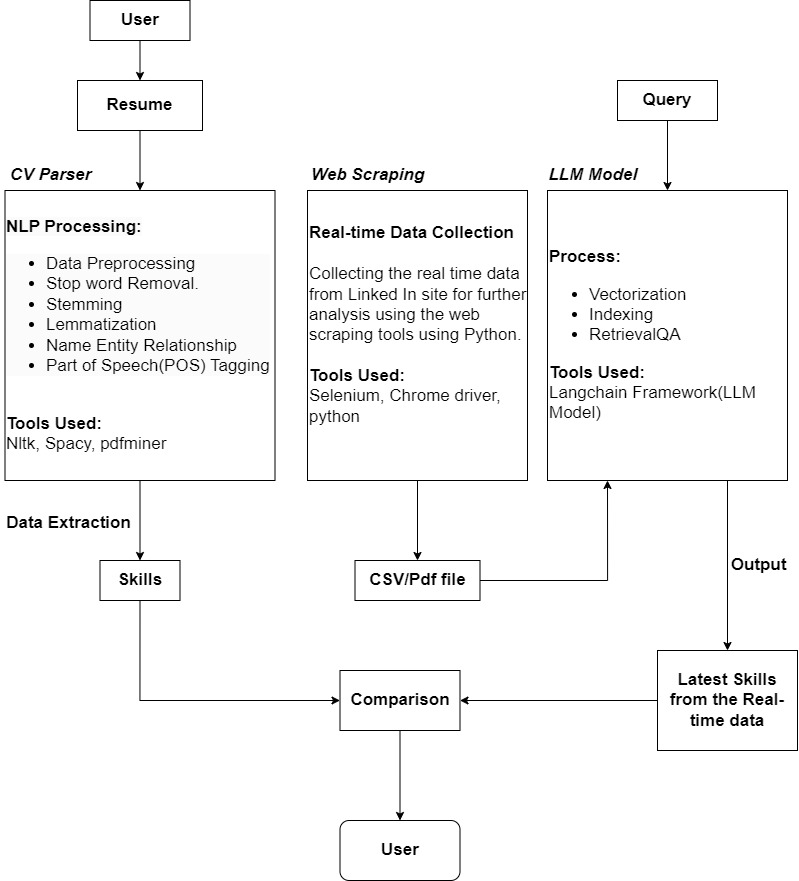 User
Resume
Query
CV Parser
NLP Processing:
• Data Preprocessing
• Stop word Removal.
• Stemming
• Lemmatization
• Name Entity Relationship
• Part of Speech(POS) Tagging
Tools Used:
Nltk, Spacy, pdfminer
Web Scraping
Real-time Data Collection
Collecting the real time data
from Linked In site for further
analysis using the web
scraping tools using Python.
Tools Used:
Selenium, Chrome driver,
python
LLM Model
Process:
• Vectorization
• Indexing
• RetrievalQA
Tools Used:
Langchain Framework(LLM
Model)
Data Extraction
Skills
CSV/Pdf file
Output
Latest Skills
from the Real-
time data
Comparison
User